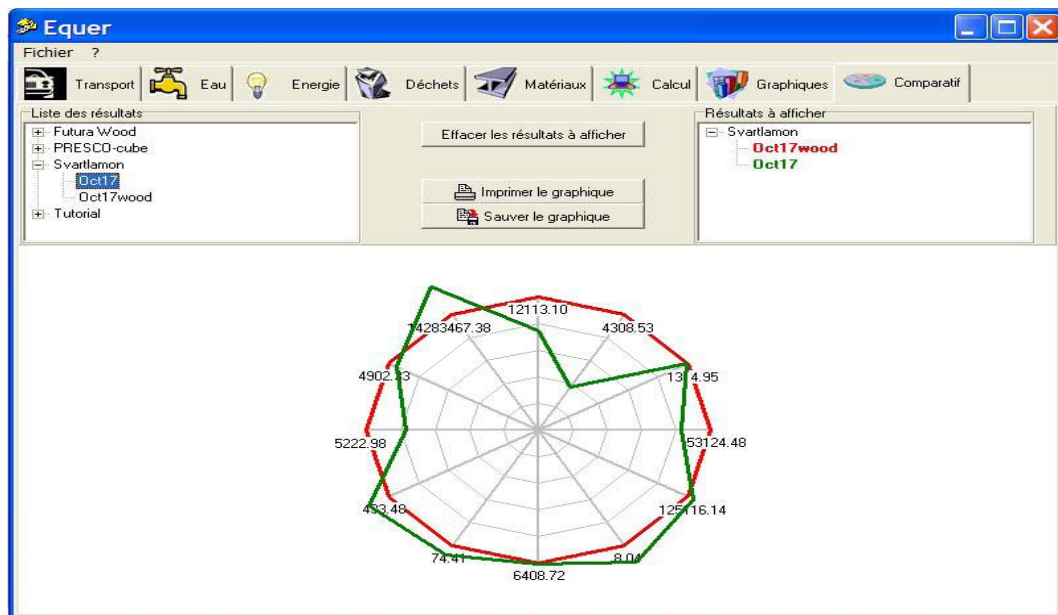 Equer
Fichier ?
Transport Eau Energie Déchets Matériaux Calcul Graphiques Comparatif
Liste des résultats
Futura Wood
PRESCO-cube
Svartlamon
Oct17
Oct17wood
Tutorial
Effacer les résultats à afficher
Imprimer le graphique
Sauver le graphique
Résultats à afficher
Svartlamon
Oct17wood
Oct17
12113.10
14283467.38
4308.53
4902.33
5222.98
53124.48
433.48
125116.14
74.41
8.04
6408.72